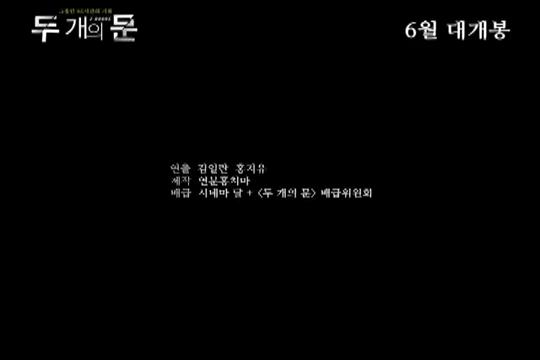 두 개의 문
6월 대개봉
연출 김일란 홍지유
제작 연분홍치마
배급 시네마 달 + <두 개의 문> 배급위원회